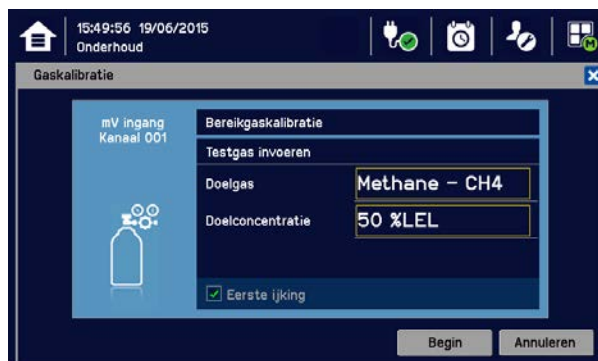 15:49:56 19/06/2015
Onderhoud
Gaskalibratie
mV ingang
Kanaal 001
Bereikgaskalibratie
Testgas invoeren
Doelgas
Methane - CH4
Doelconcentratie
50 %LEL
Eerste ijking
Begin
Annuleren